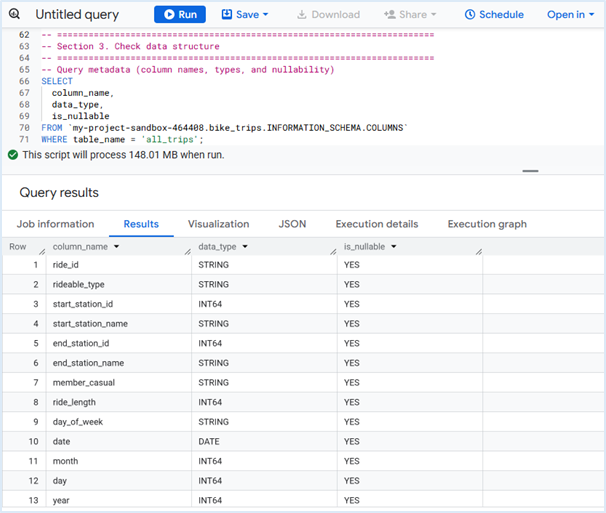 Untitled query Run Save Download Share Schedule Open in
62 -- ========================================================================
63 -- Section 3. Check data structure
64 -- ========================================================================
65 -- Query metadata (column names, types, and nullability)
66 SELECT
67 column_name,
68 data_type,
69 is_nullable
70 FROM `my-project-sandbox-464408.bike_trips.INFORMATION_SCHEMA.COLUMNS`
71 WHERE table_name = 'all_trips';
This script will process 148.01 MB when run.
Query results
Job information Results Visualization JSON Execution details Execution graph
Row column_name data_type is_nullable
1 ride_id STRING YES
2 rideable_type STRING YES
3 start_station_id INT64 YES
4 start_station_name STRING YES
5 end_station_id INT64 YES
6 end_station_name STRING YES
7 member_casual STRING YES
8 ride_length INT64 YES
9 day_of_week STRING YES
10 date DATE YES
11 month INT64 YES
12 day INT64 YES
13 year INT64 YES